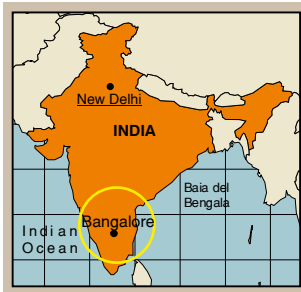 New Delhi
INDIA
Baia del
Bengala
Bangalore
Indian
Ocean